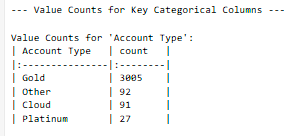 --- Value Counts for Key Categorical Columns ---
Value Counts for 'Account Type':
| Account Type   | count   |
|:---------------|:--------|
| Gold           | 3005    |
| Other          | 92      |
| Cloud          | 91      |
| Platinum       | 27      |